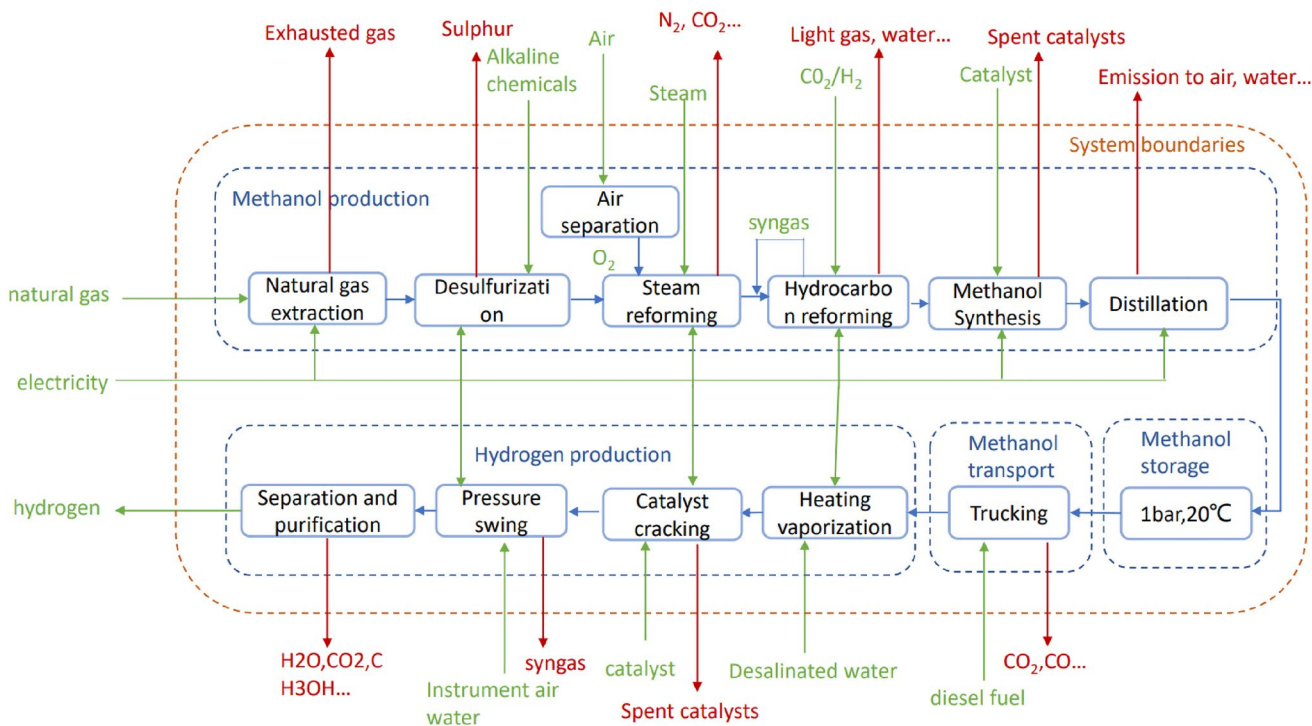 Exhausted gas
Sulphur
Alkaline
chemicals
Air
N₂, CO₂...
Steam
Light gas, water...
C0₂/H₂
Spent catalysts
Catalyst
Emission to air, water...
System boundaries
Methanol production
Air
separation
O₂
syngas
natural gas
Natural gas
extraction
Desulfurizati
on
Steam
reforming
Hydrocarbo
n reforming
Methanol
Synthesis
Distillation
electricity
Hydrogen production
Methanol
transport
Methanol
storage
hydrogen
Separation and
purification
Pressure
swing
Catalyst
cracking
Heating
vaporization
Trucking
1bar,20℃
H2O,CO2,C
H3OH...
Instrument air
water
syngas
catalyst
Spent catalysts
Desalinated water
diesel fuel
CO₂,CO...